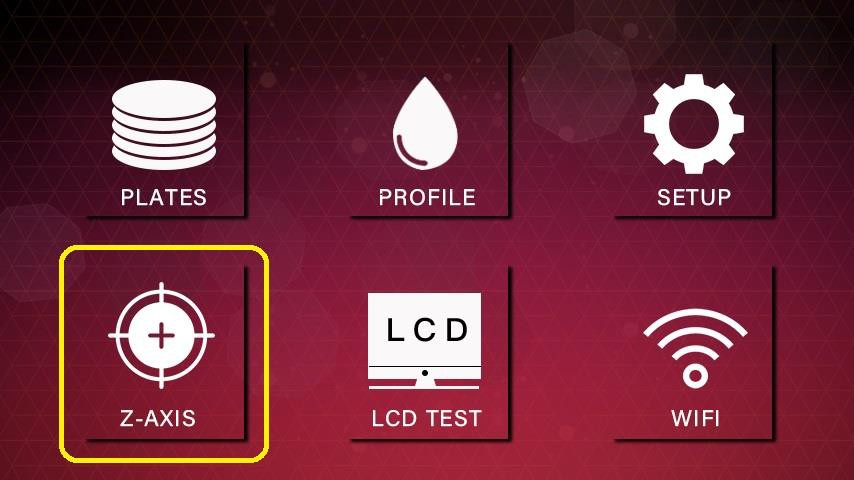 PLATES
PROFILE
SETUP
LCD
Z-AXIS
LCD TEST
WIFI